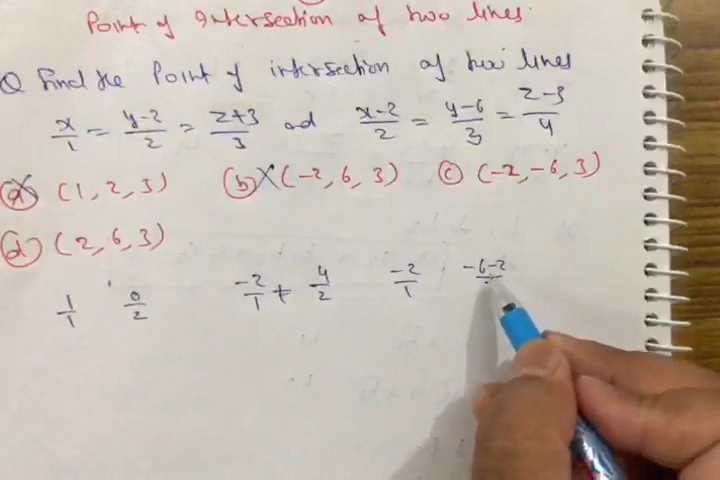 Point of Intersection of two lines.
Q Find the Point of intersection of two lines
x/1 = y-2/2 = z+3/3 and x-2/2 = y-6/3 = z-3/4
(a) (1, 2, 3) (b) (-2, 6, 3) (c) (-2, -6, 3)
(d) (2, 6, 3)
1/1 0/2 -2/1 ≠ 4/2 -2/1 -6-2